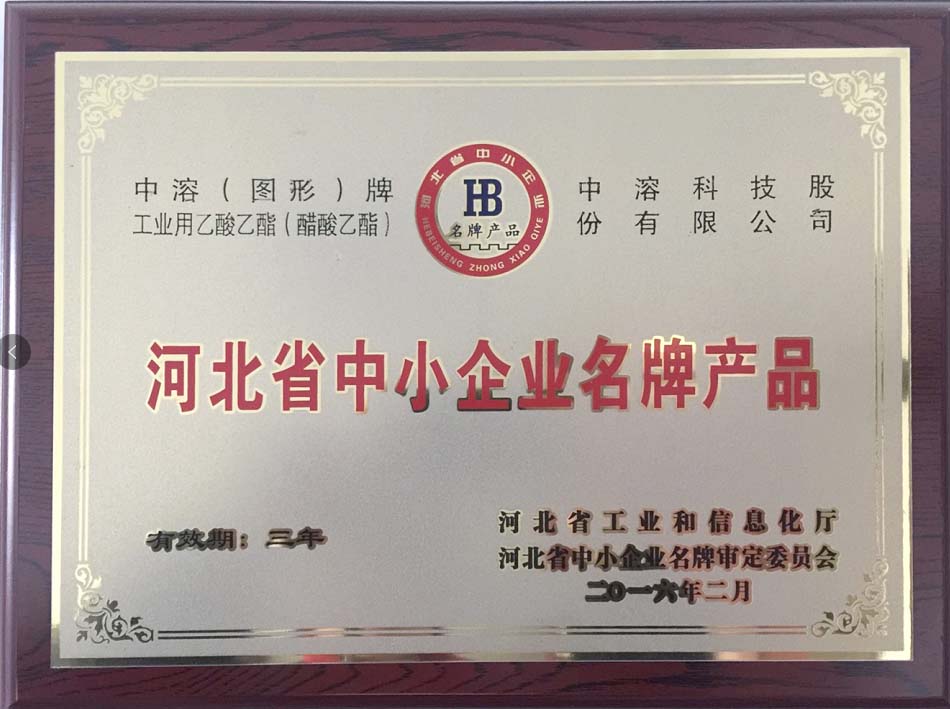 中溶（图形）牌
工业用乙酸乙酯（醋酸乙酯）
河北省中小企业
HB
名牌产品
HEBEISHENG ZHONG XIAO QIYE
中溶科技股
份有限公司
河北省中小企业名牌产品
有效期：三年
河北省工业和信息化厅
河北省中小企业名牌审定委员会
二〇一六年二月